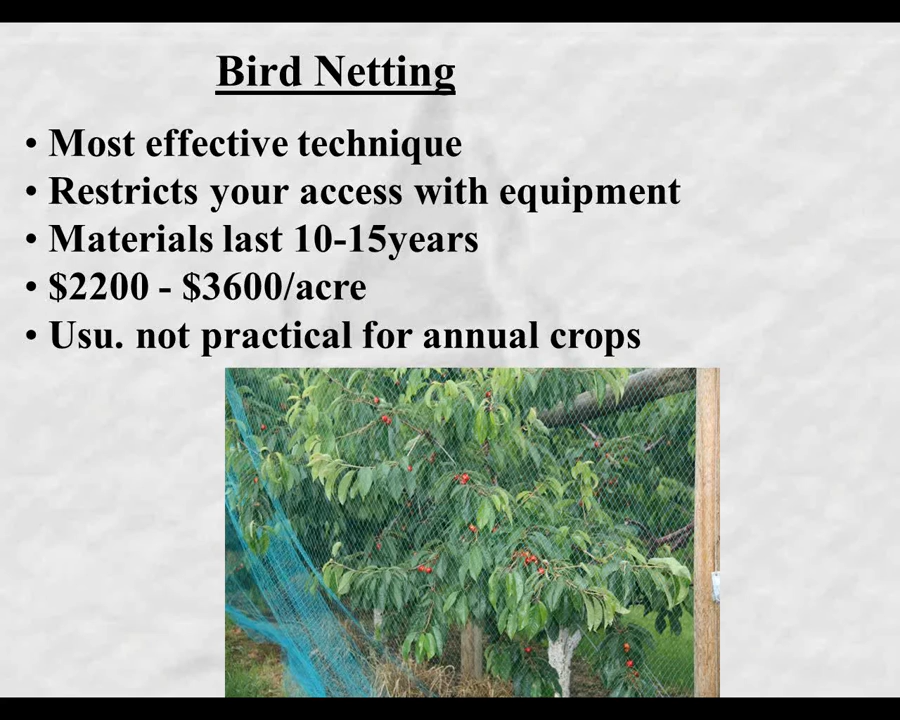 Bird Netting
• Most effective technique
• Restricts your access with equipment
• Materials last 10-15years
• $2200 - $3600/acre
• Usu. not practical for annual crops